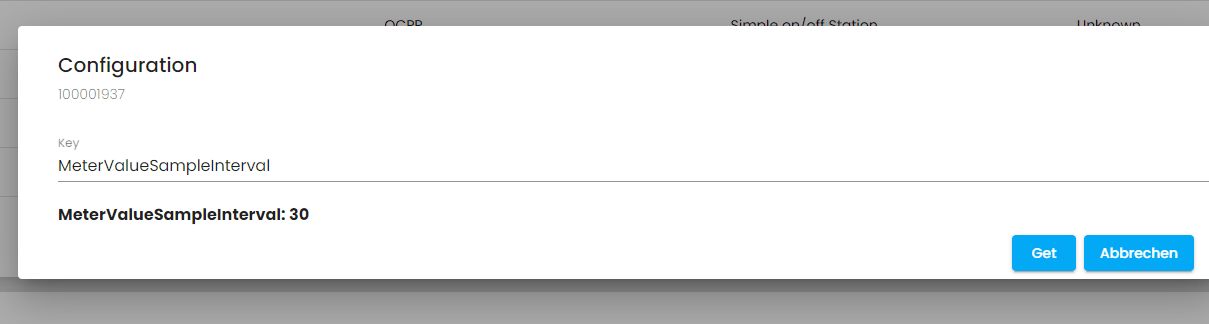 OCPP Simple on/off Station Unknown
Configuration
100001937
Key
MeterValueSampleInterval
MeterValueSampleInterval: 30
Get Abbrechen